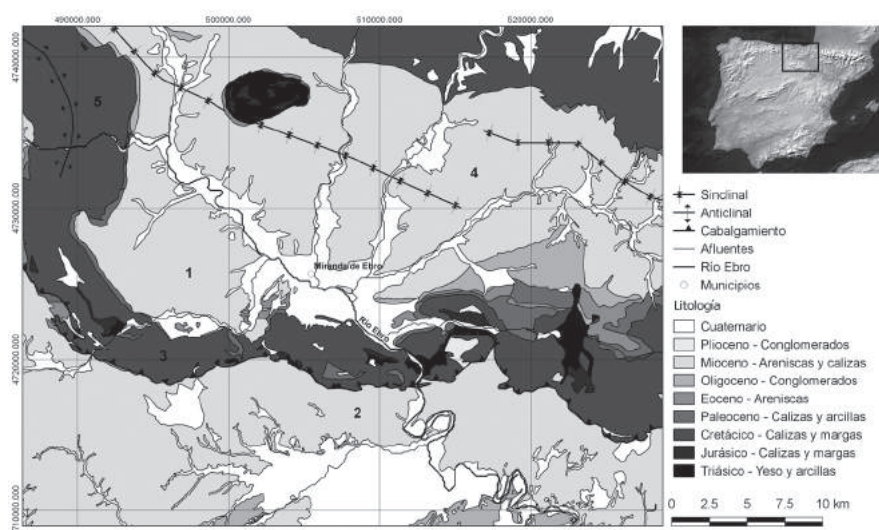 490000.000
500000.000
510000.000
520000.000
4740000.000
4730000.000
4720000.000
4710000.000
5
4
1
Miranda de Ebro
Río Ebro
3
2
Sinclinal
Anticlinal
Cabalgamiento
Afluentes
Río Ebro
Municipios
Litología
Cuaternario
Plioceno - Conglomerados
Mioceno - Areniscas y calizas
Oligoceno - Conglomerados
Eoceno - Areniscas
Paleoceno - Calizas y arcillas
Cretácico - Calizas y margas
Jurásico - Calizas y margas
Triásico - Yeso y arcillas
0 2.5 5 7.5 10 km